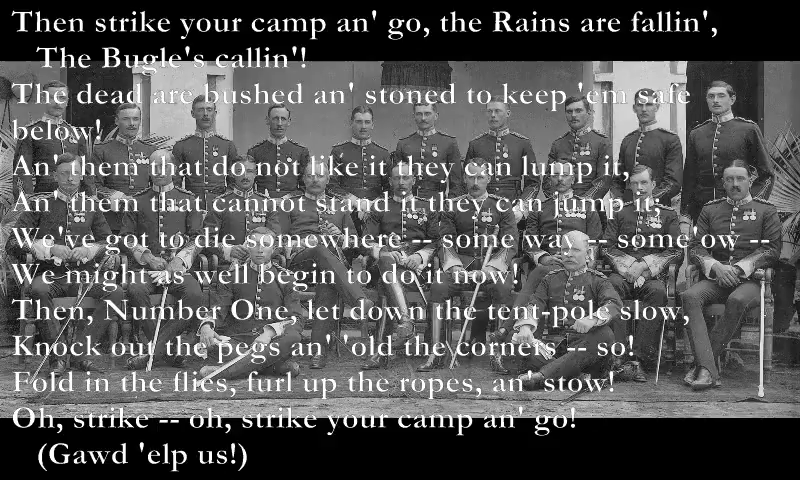 Then strike your camp an' go, the Rains are fallin',
The Bugle's callin'!
The dead are bushed an' stoned to keep 'em safe
below!
An' them that do not like it they can lump it,
An' them that cannot stand it they can jump it;
We've got to die somewhere -- some way -- some'ow --
We might as well begin to do it now!
Then, Number One, let down the tent-pole slow,
Knock out the pegs an' 'old the corners -- so!
Fold in the flies, furl up the ropes, an' stow!
Oh, strike -- oh, strike your camp an' go!
(Gawd 'elp us!)